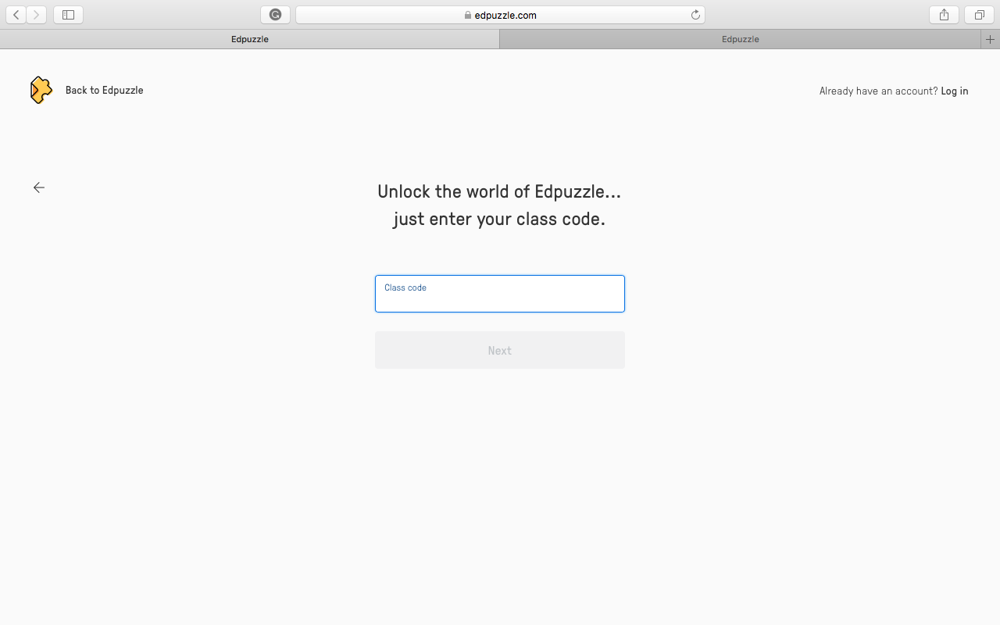 edpuzzle.com
Edpuzzle
Edpuzzle
Back to Edpuzzle
Already have an account? Log in
Unlock the world of Edpuzzle...
just enter your class code.
Class code
Next